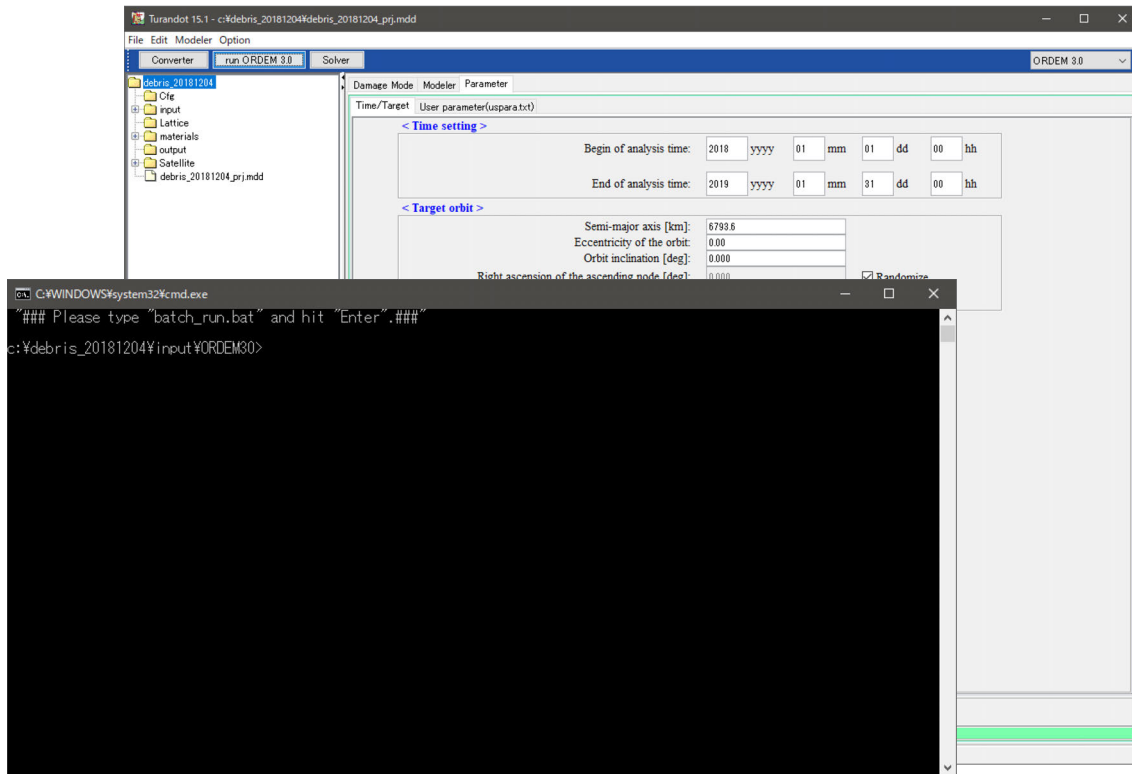 Turandot 15.1 - c:¥debris_20181204¥debris_20181204_prj.mdd
File Edit Modeler Option
Converter run ORDEM 3.0 Solver ORDEM 3.0
debris_20181204
Cfg
input
Lattice
materials
output
Satellite
debris_20181204_prj.mdd
Damage Mode Modeler Parameter
Time/Target User parameter(uspara.txt)
< Time setting >
Begin of analysis time: 2018 yyyy 01 mm 01 dd 00 hh
End of analysis time: 2019 yyyy 01 mm 31 dd 00 hh
< Target orbit >
Semi-major axis [km]: 6793.6
Eccentricity of the orbit: 0.00
Orbit inclination [deg]: 0.000
Right ascension of the ascending node [deg]: 0.000 Randomize
C:¥WINDOWS¥system32¥cmd.exe
"### Please type "batch_run.bat" and hit "Enter".###"
c:¥debris_20181204¥input¥ORDEM30>